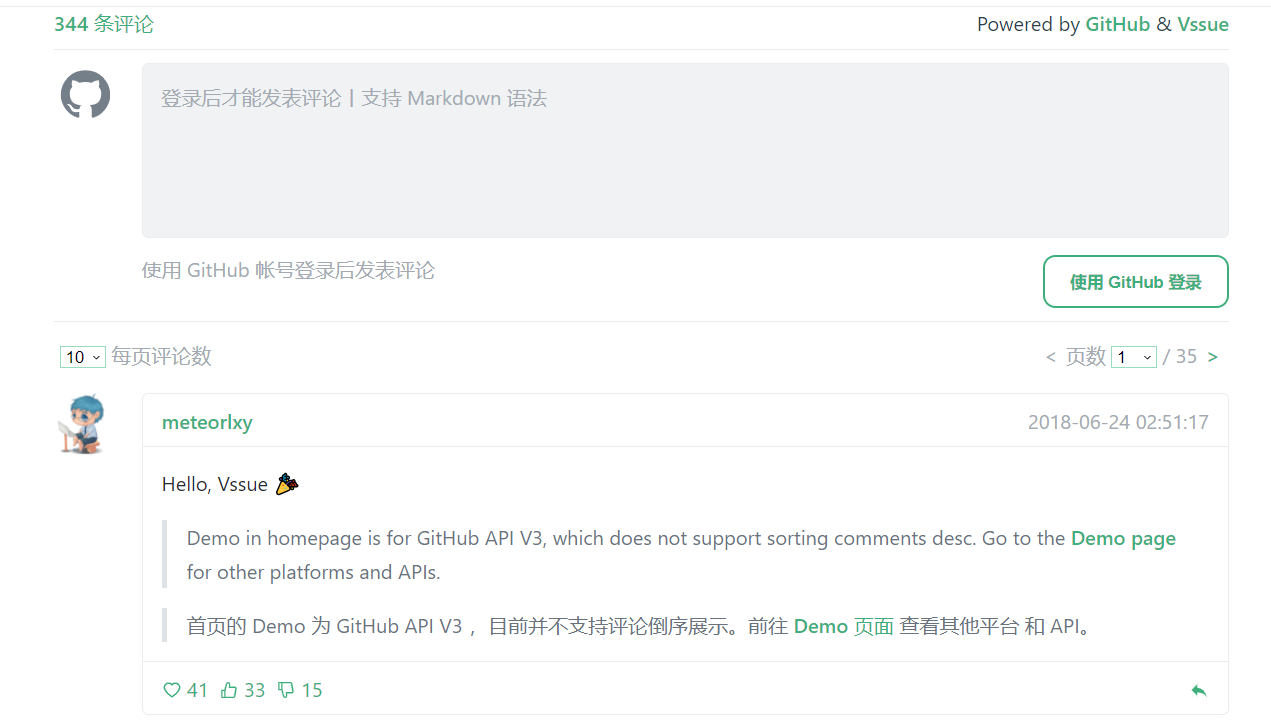 344 条评论 Powered by GitHub & Vssue
登录后才能发表评论 | 支持 Markdown 语法
使用 GitHub 帐号登录后发表评论 使用 GitHub 登录
10 每页评论数 < 页数 1 / 35 >
meteorlxy 2018-06-24 02:51:17
Hello, Vssue
Demo in homepage is for GitHub API V3, which does not support sorting comments desc. Go to the Demo page
for other platforms and APIs.
首页的 Demo 为 GitHub API V3 ，目前并不支持评论倒序展示。前往 Demo 页面 查看其他平台 和 API。
41 33 15